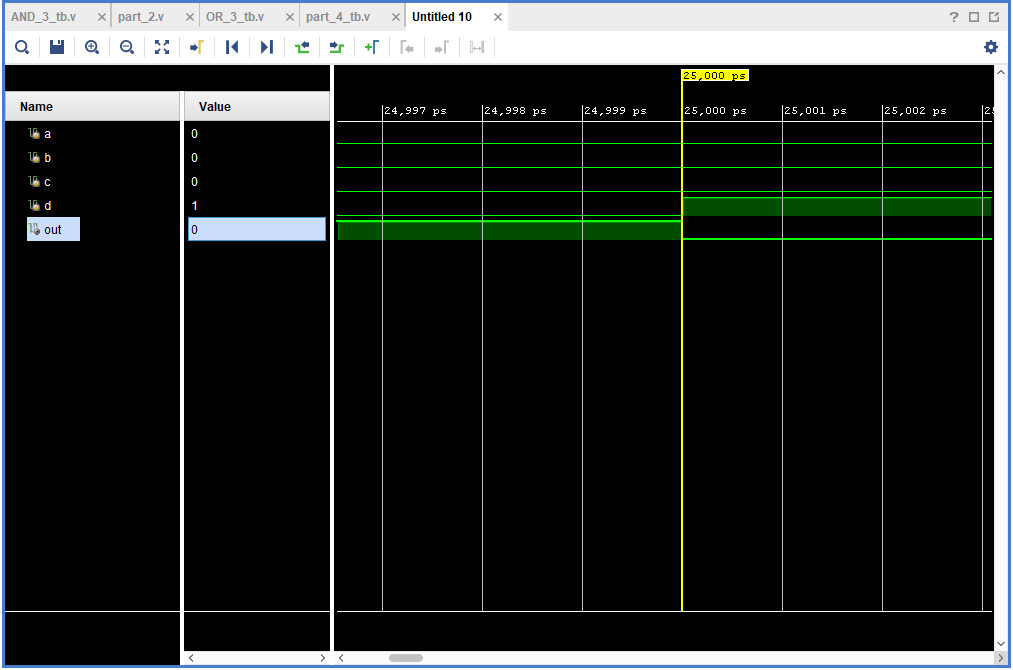 AND_3_tb.v × part_2.v × OR_3_tb.v × part_4_tb.v × Untitled 10 × ?
25,000 ps
Name Value
24,997 ps 24,998 ps 24,999 ps 25,000 ps 25,001 ps 25,002 ps
a 0
b 0
c 0
d 1
out 0